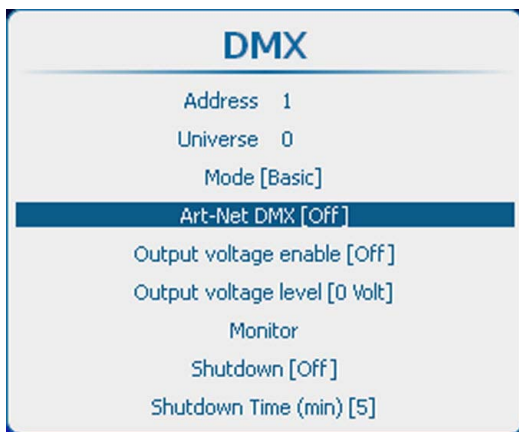 DMX
Address 1
Universe 0
Mode [Basic]
Art-Net DMX [Off]
Output voltage enable [Off]
Output voltage level [0 Volt]
Monitor
Shutdown [Off]
Shutdown Time (min) [5]